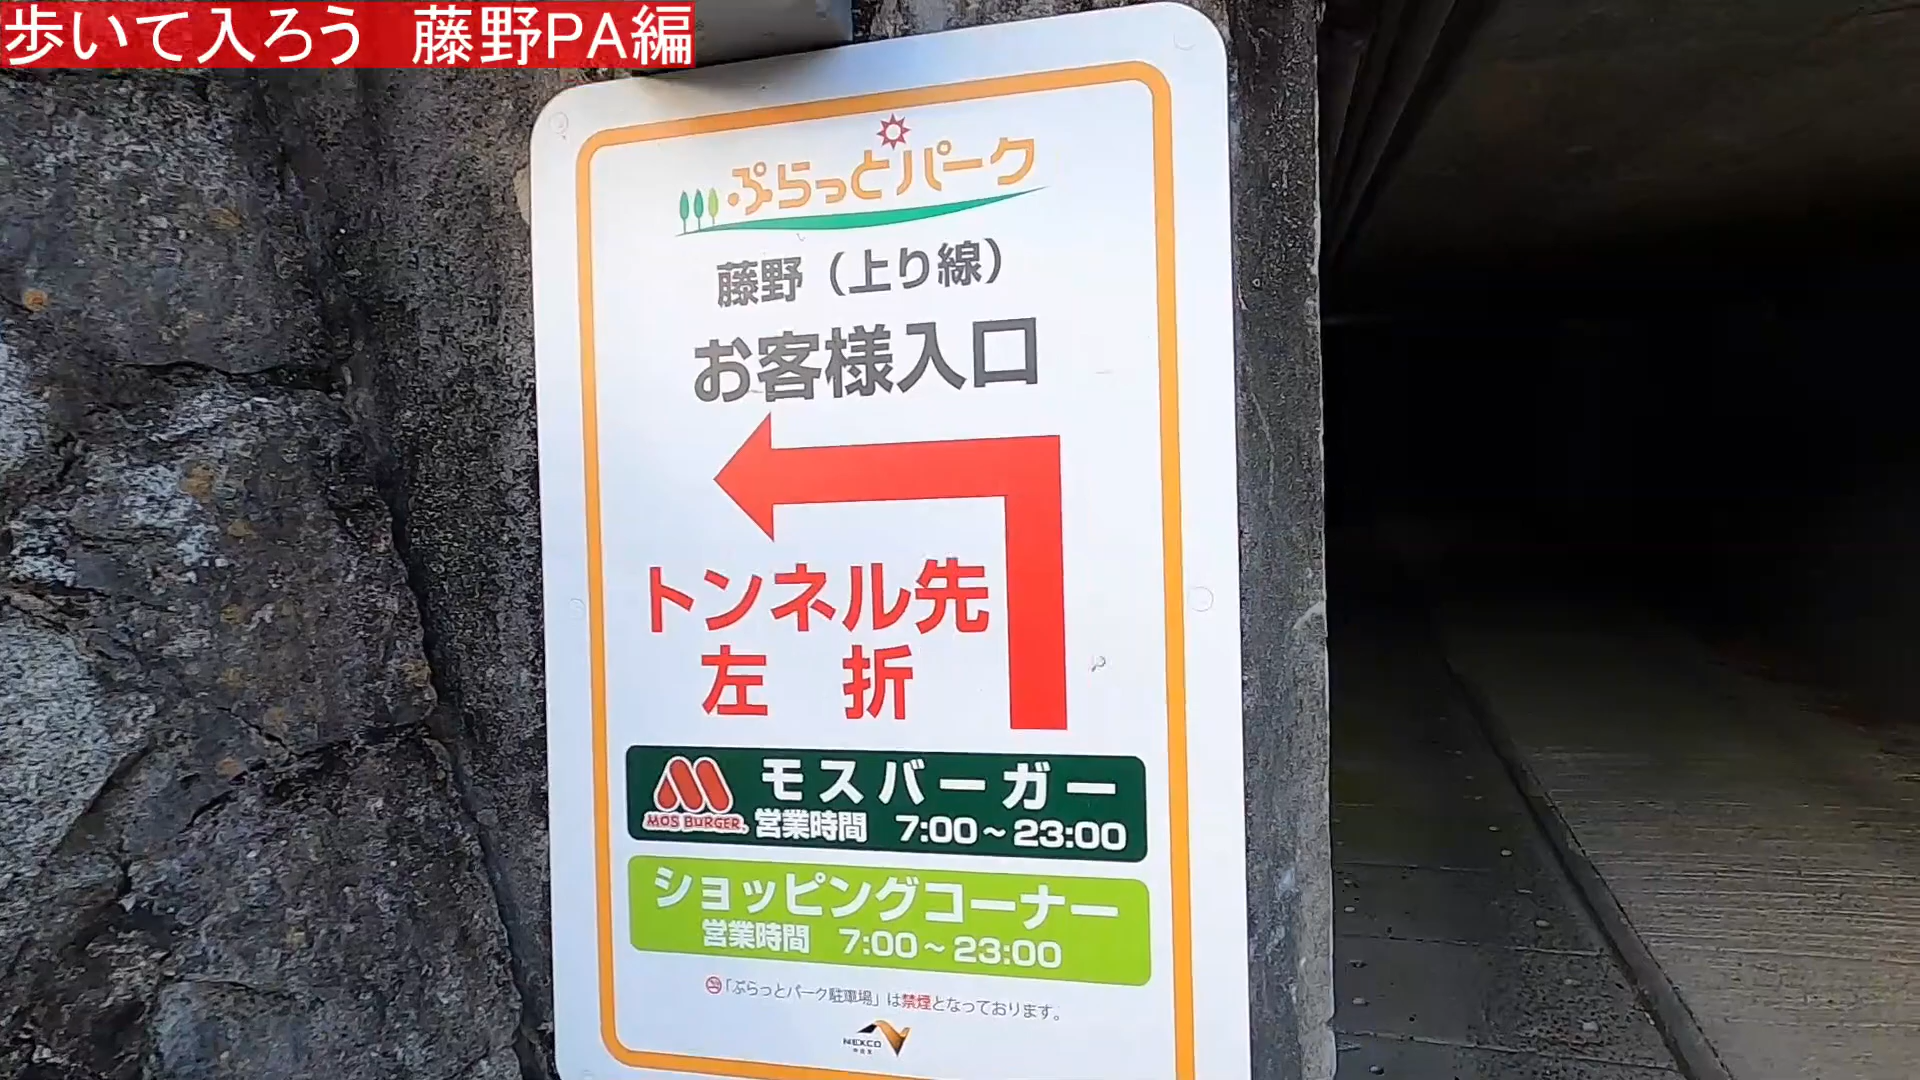 歩いて入ろう　藤野PA編
ぷらっとパーク
藤野（上り線）
お客様入口
トンネル先
左　折
モスバーガー
MOS BURGER.
営業時間　7:00～23:00
ショッピングコーナー
営業時間　7:00～23:00
「ぷらっとパーク駐車場」は禁煙となっております。
NEXCO